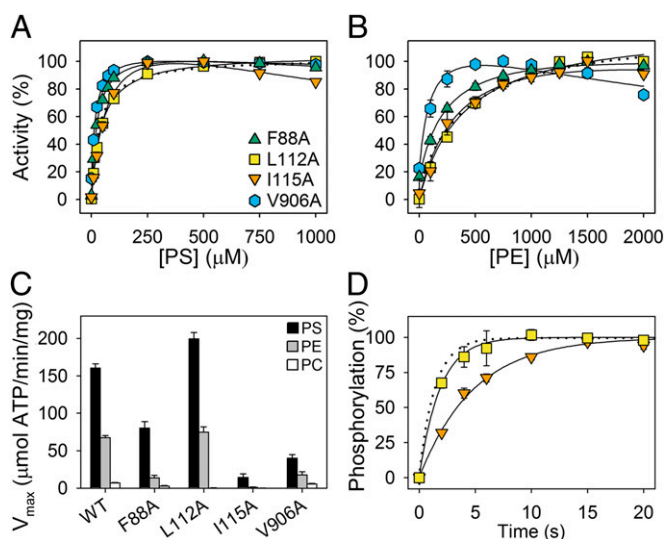 A
Activity (%)
100
80
60
40
20
0
F88A
L112A
I115A
V906A
0 250 500 750 1000
[PS] (μM)
B
100
80
60
40
20
0
0 500 1000 1500 2000
[PE] (μM)
C
V max (μmol ATP/min/mg)
200
150
100
50
0
PS
PE
PC
WT F88A L112A I115A V906A
D
Phosphorylation (%)
100
75
50
25
0
0 5 10 15 20
Time (s)